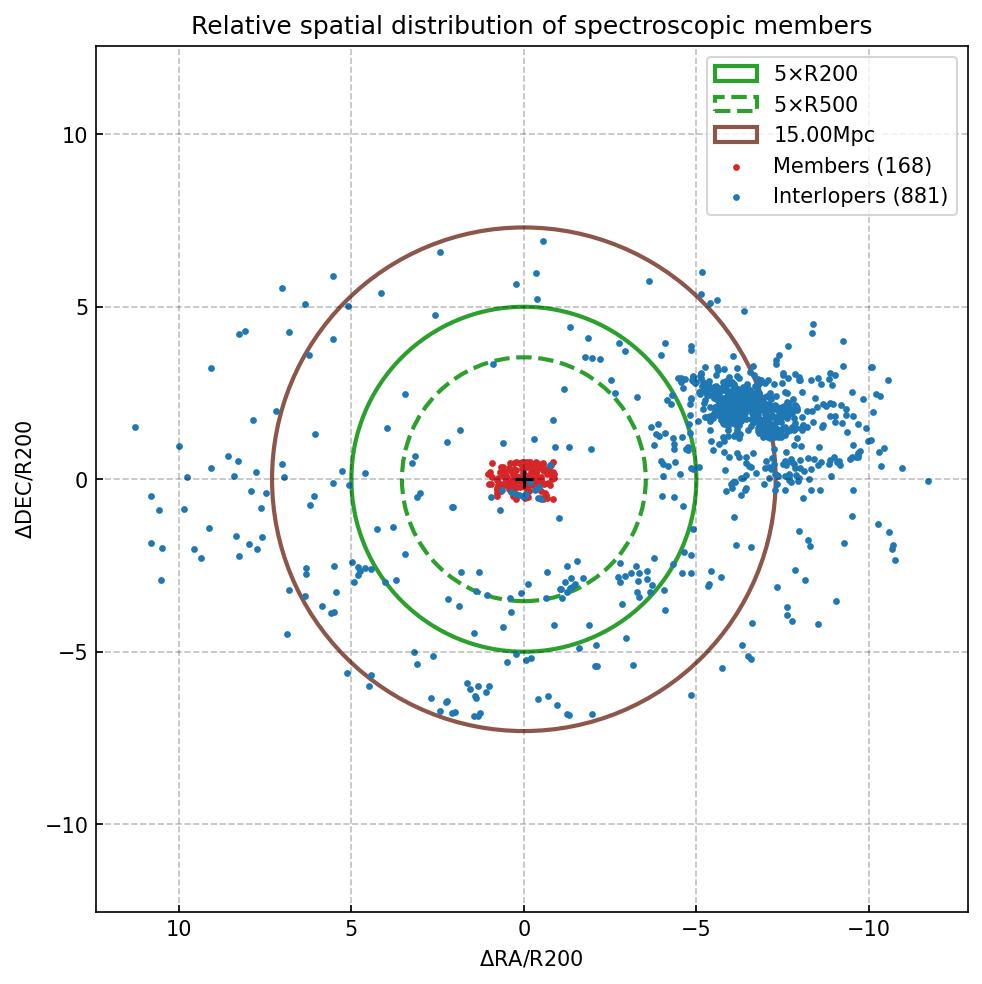 Relative spatial distribution of spectroscopic members
5×R200
5×R500
15.00Mpc
Members (168)
Interlopers (881)
10
5
0
−5
−10
ΔDEC/R200
10
5
0
−5
−10
ΔRA/R200